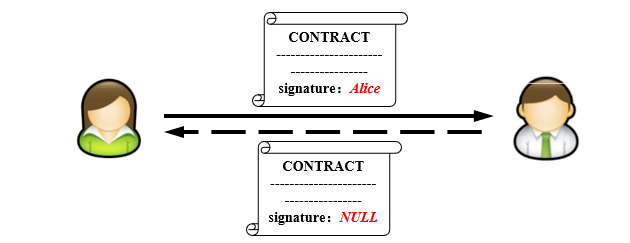 CONTRACT
signature： Alice
CONTRACT
signature： NULL